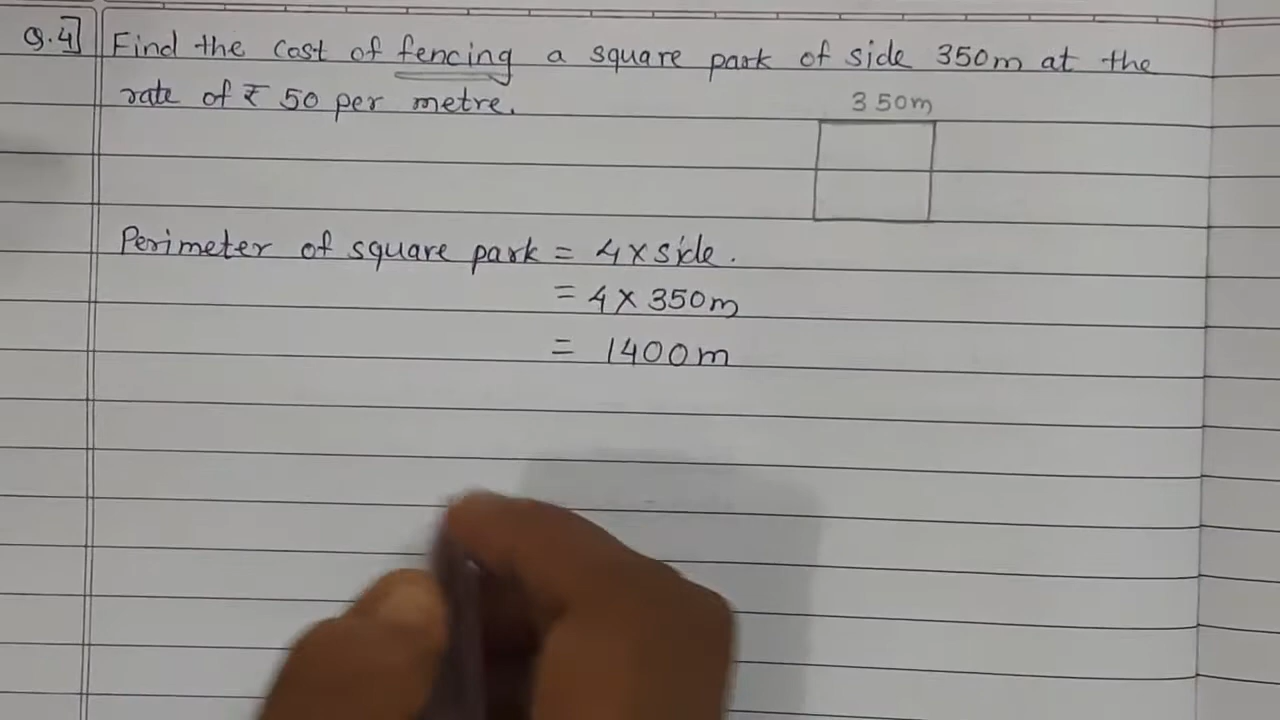 Q.4] Find the cost of fencing a square park of side 350m at the
rate of ₹ 50 per metre.
350m
Perimeter of square park = 4 x side.
= 4 x 350m
= 1400m